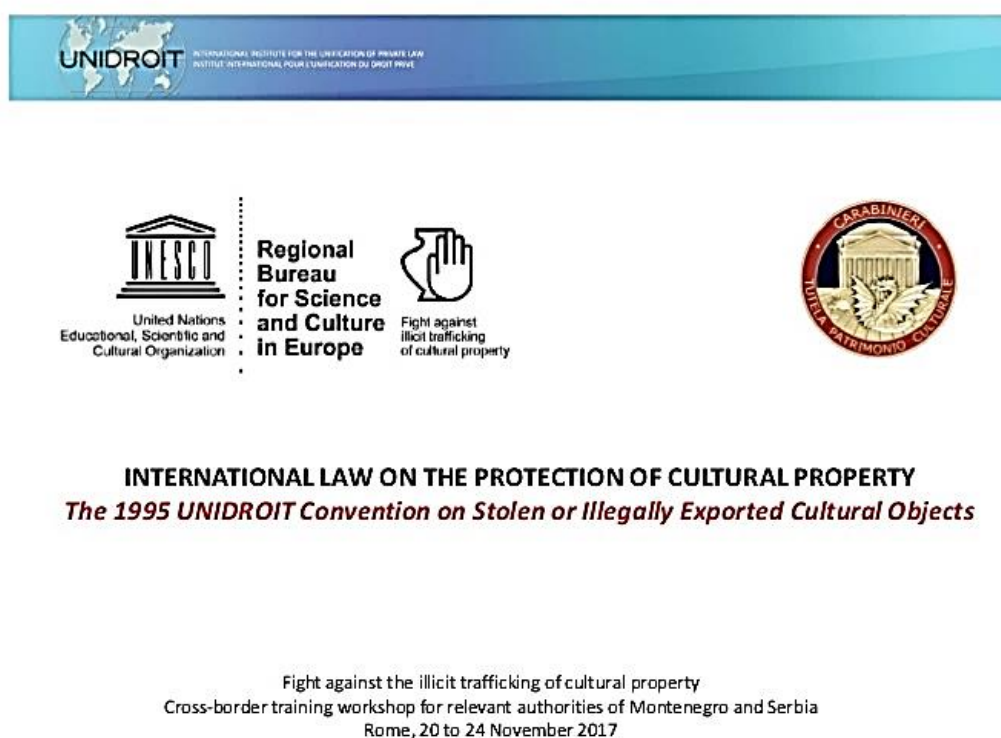 UNIDROIT
INTERNATIONAL INSTITUTE FOR THE UNIFICATION OF PRIVATE LAW
INSTITUT INTERNATIONAL POUR L'UNIFICATION DU DROIT PRIVE
UNESCO
United Nations
Educational, Scientific and
Cultural Organization
Regional
Bureau
for Science
and Culture
in Europe
Fight against
illicit trafficking
of cultural property
CARABINIERI
TUTELA PATRIMONIO CULTURALE
INTERNATIONAL LAW ON THE PROTECTION OF CULTURAL PROPERTY
The 1995 UNIDROIT Convention on Stolen or Illegally Exported Cultural Objects
Fight against the illicit trafficking of cultural property
Cross-border training workshop for relevant authorities of Montenegro and Serbia
Rome, 20 to 24 November 2017